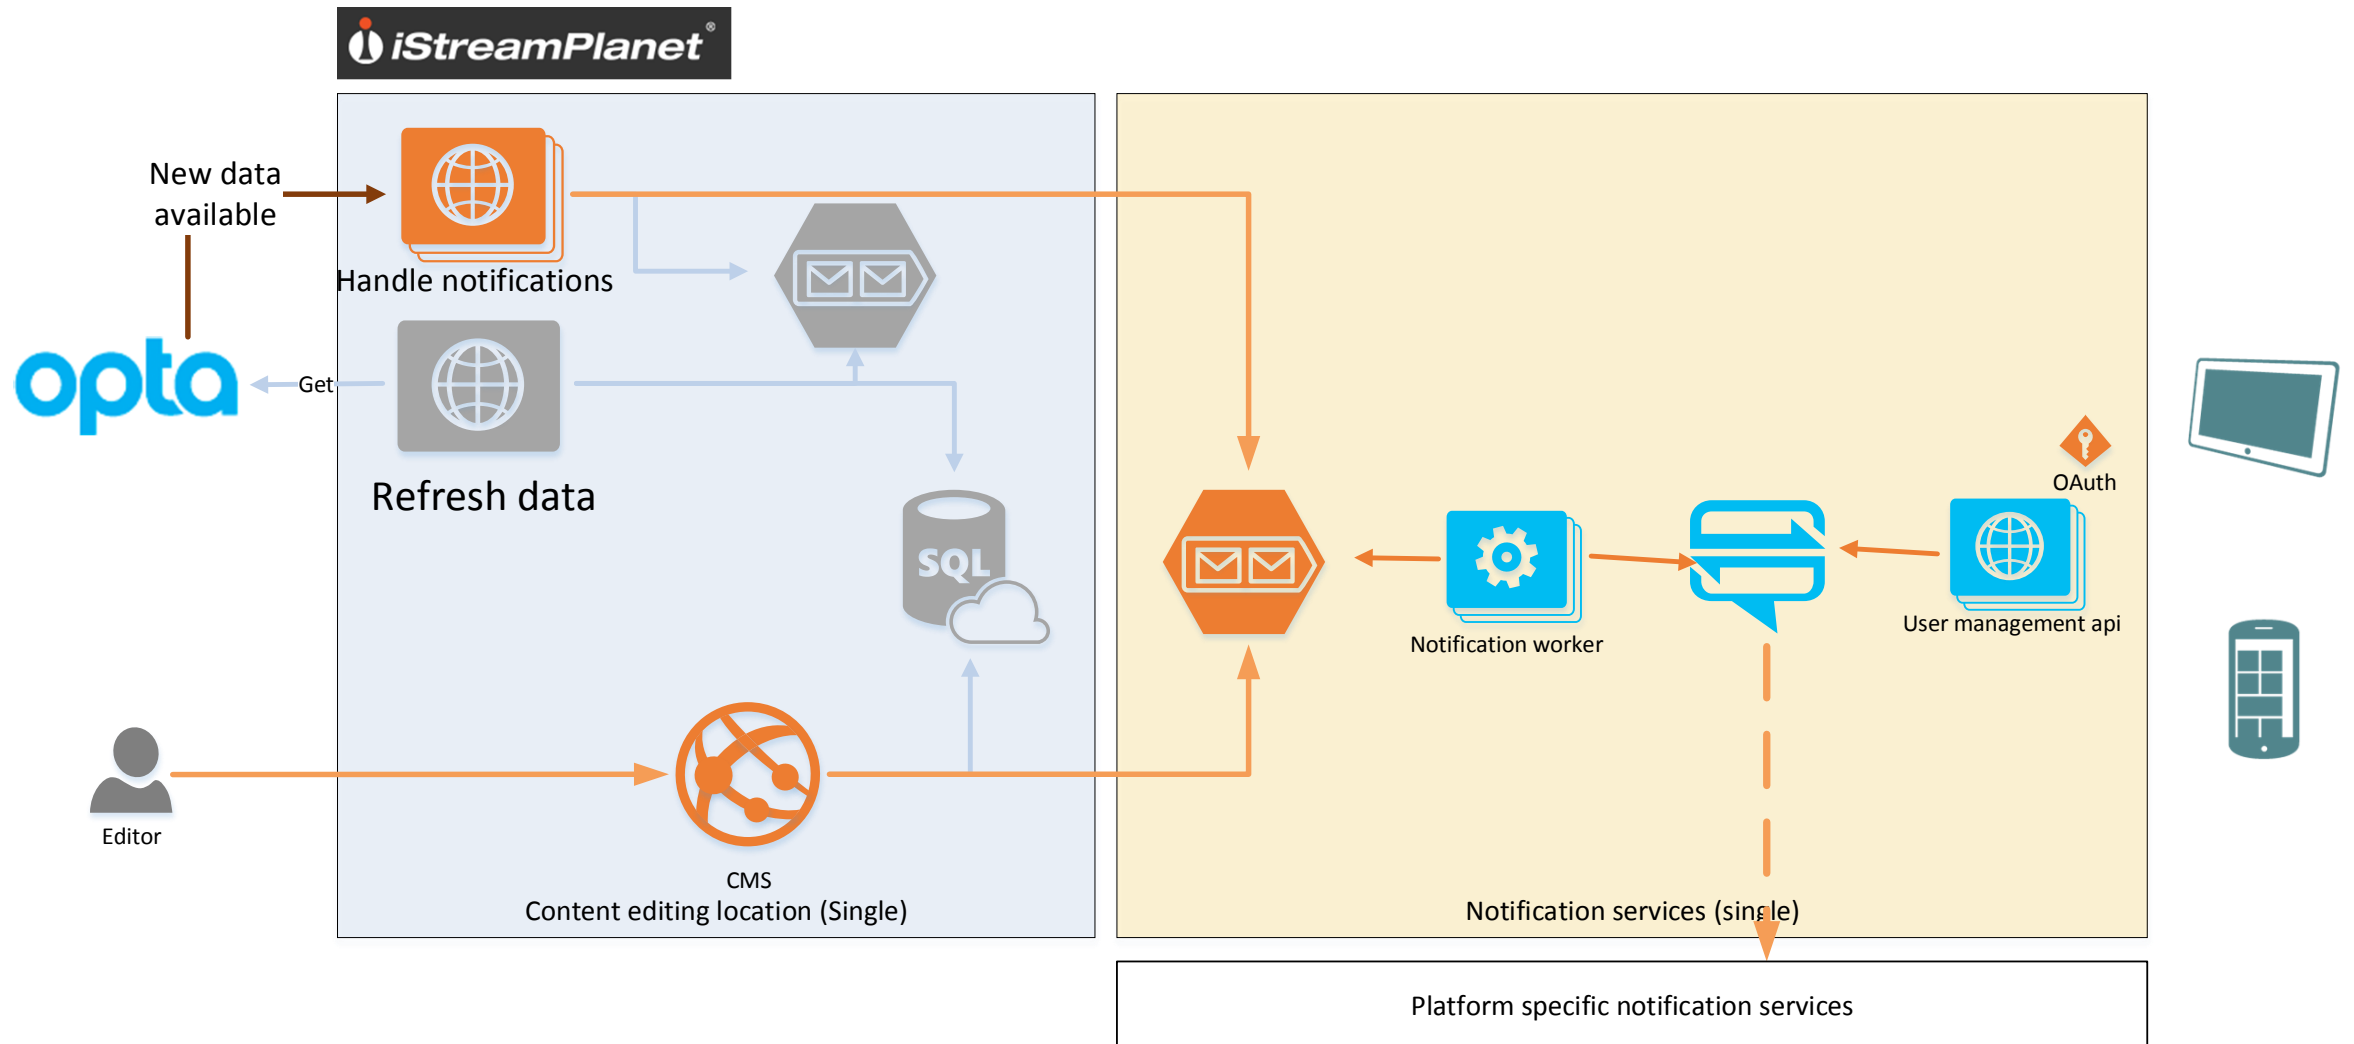 iStreamPlanet®
New data
available
Handle notifications
opta
Get
Refresh data
SQL
OAuth
User management api
Notification worker
Editor
CMS
Content editing location (Single)
Notification services (single)
Platform specific notification services